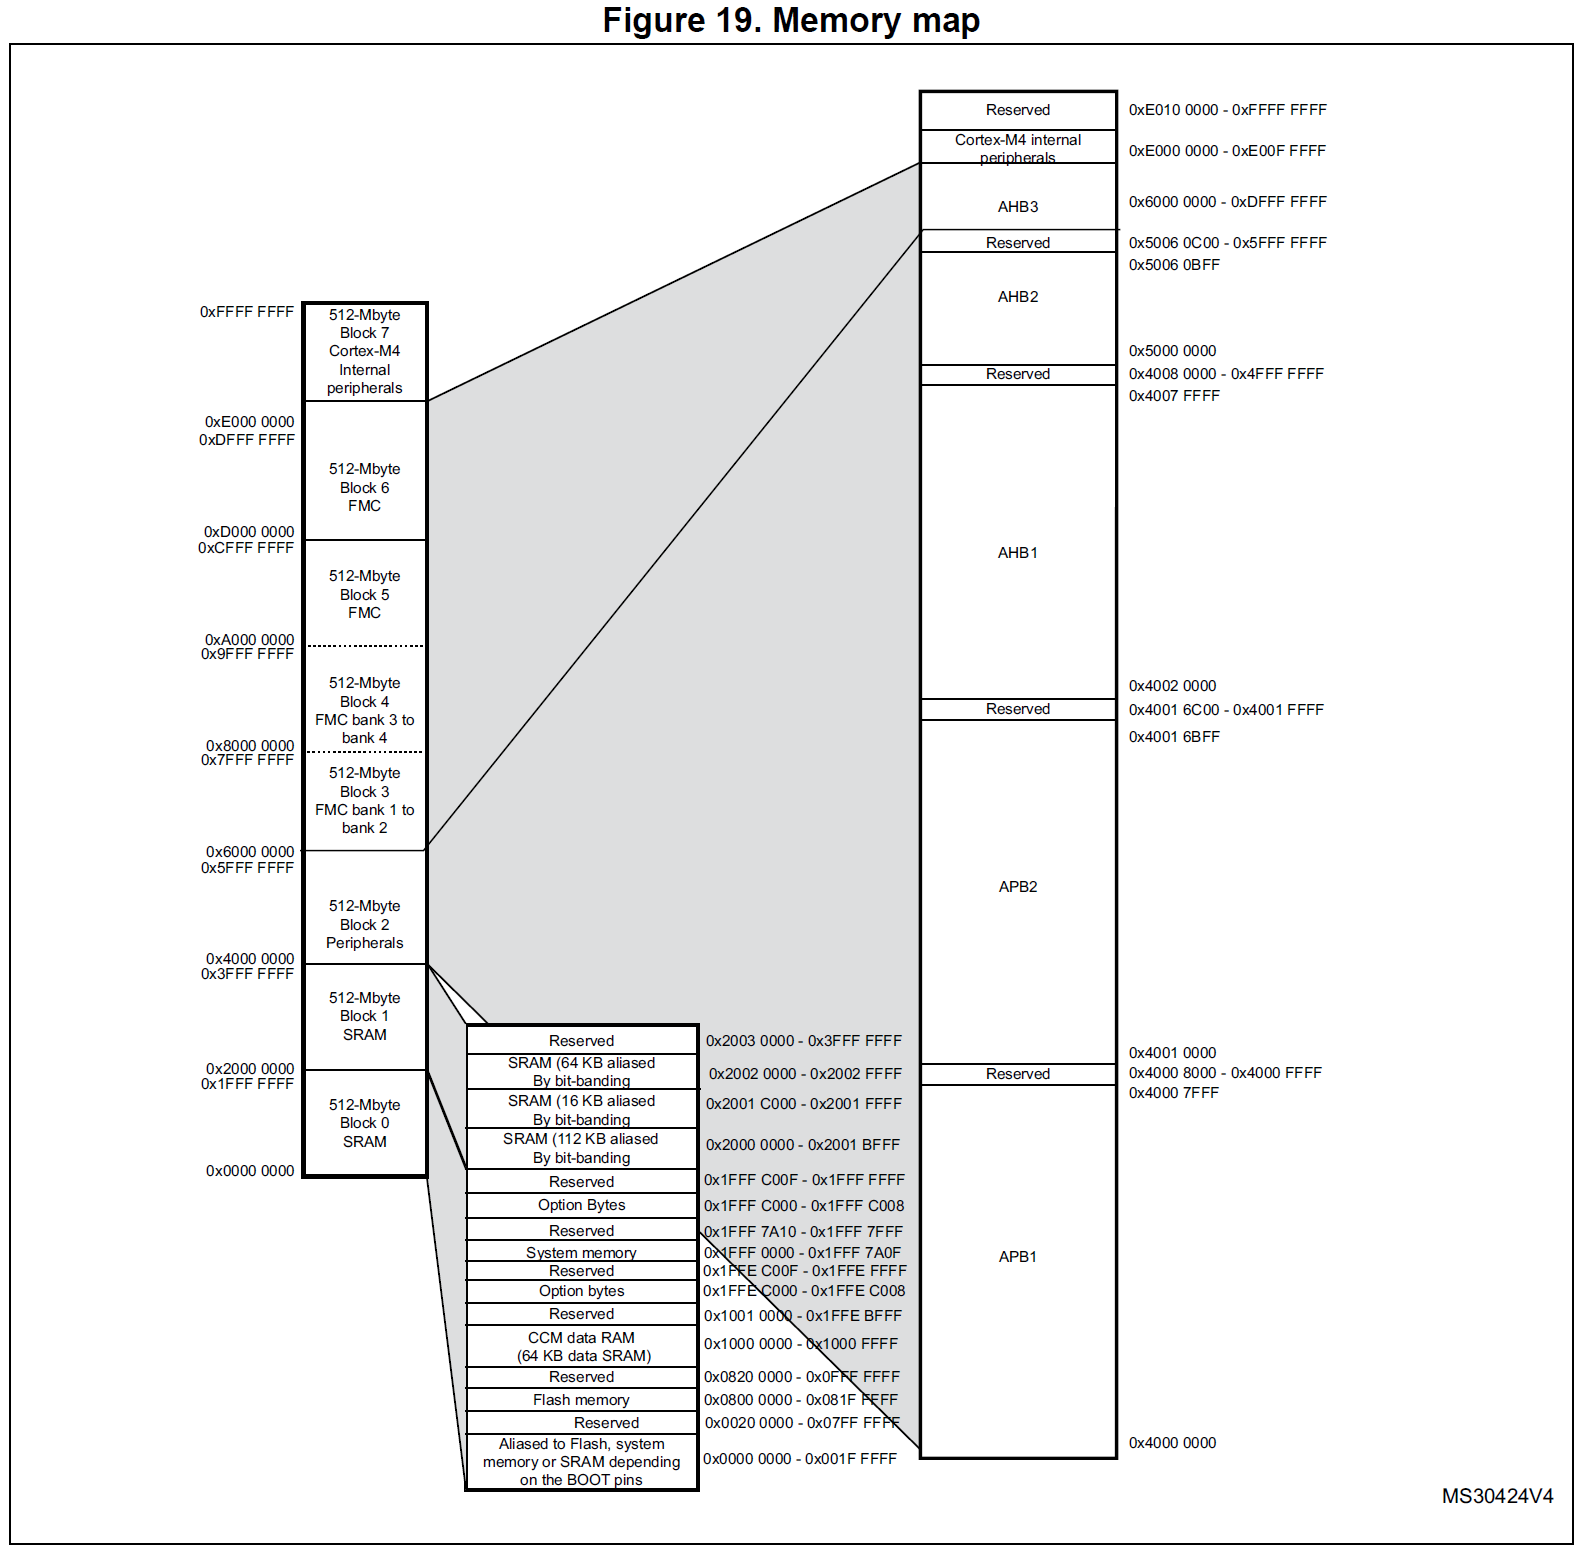 Figure 19. Memory map
0xFFFF FFFF
512-Mbyte
Block 7
Cortex-M4
Internal
peripherals
0xE000 0000
0xDFFF FFFF
512-Mbyte
Block 6
FMC
0xD000 0000
0xCFFF FFFF
512-Mbyte
Block 5
FMC
0xA000 0000
0x9FFF FFFF
512-Mbyte
Block 4
FMC bank 3 to
bank 4
0x8000 0000
0x7FFF FFFF
512-Mbyte
Block 3
FMC bank 1 to
bank 2
0x6000 0000
0x5FFF FFFF
512-Mbyte
Block 2
Peripherals
0x4000 0000
0x3FFF FFFF
512-Mbyte
Block 1
SRAM
0x2000 0000
0x1FFF FFFF
512-Mbyte
Block 0
SRAM
0x0000 0000
Reserved 0x2003 0000 - 0x3FFF FFFF
SRAM (64 KB aliased
By bit-banding 0x2002 0000 - 0x2002 FFFF
SRAM (16 KB aliased
By bit-banding 0x2001 C000 - 0x2001 FFFF
SRAM (112 KB aliased
By bit-banding 0x2000 0000 - 0x2001 BFFF
Reserved 0x1FFF C00F - 0x1FFF FFFF
Option Bytes 0x1FFF C000 - 0x1FFF C008
Reserved 0x1FFF 7A10 - 0x1FFF 7FFF
System memory 0x1FFF 0000 - 0x1FFF 7A0F
Reserved 0x1FFE C00F - 0x1FFE FFFF
Option bytes 0x1FFE C000 - 0x1FFE C008
Reserved 0x1001 0000 - 0x1FFE BFFF
CCM data RAM
(64 KB data SRAM) 0x1000 0000 - 0x1000 FFFF
Reserved 0x0820 0000 - 0x0FFF FFFF
Flash memory 0x0800 0000 - 0x081F FFFF
Reserved 0x0020 0000 - 0x07FF FFFF
Aliased to Flash, system
memory or SRAM depending 0x0000 0000 - 0x001F FFFF
on the BOOT pins
Reserved 0xE010 0000 - 0xFFFF FFFF
Cortex-M4 internal
peripherals 0xE000 0000 - 0xE00F FFFF
AHB3 0x6000 0000 - 0xDFFF FFFF
Reserved 0x5006 0C00 - 0x5FFF FFFF
0x5006 0BFF
AHB2
0x5000 0000
Reserved 0x4008 0000 - 0x4FFF FFFF
0x4007 FFFF
AHB1
0x4002 0000
Reserved 0x4001 6C00 - 0x4001 FFFF
0x4001 6BFF
APB2
0x4001 0000
Reserved 0x4000 8000 - 0x4000 FFFF
0x4000 7FFF
APB1
0x4000 0000
MS30424V4